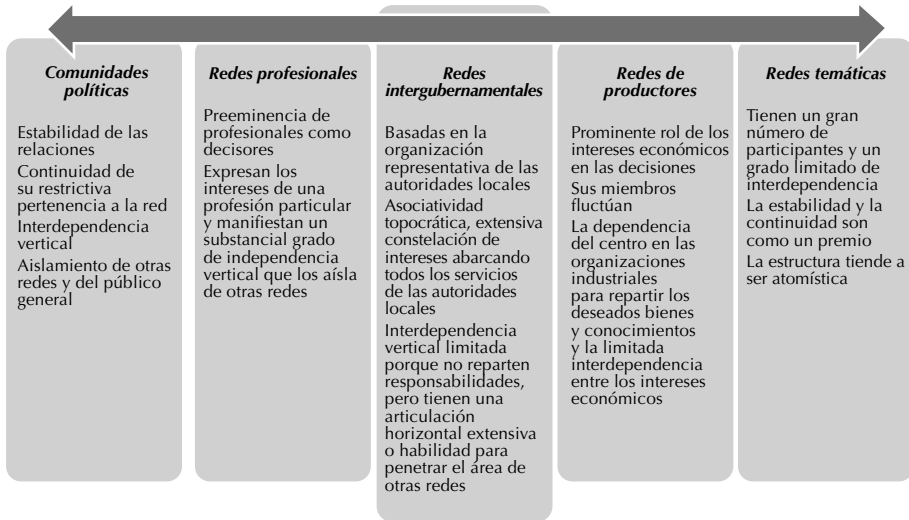 Comunidades
políticas
Estabilidad de las
relaciones
Continuidad de
su restrictiva
pertenencia a la red
Interdependencia
vertical
Aislamiento de otras
redes y del público
general
Redes profesionales
Preeminencia de
profesionales como
decisores
Expresan los
intereses de una
profesión particular
y manifiestan un
substancial grado
de independencia
vertical que los aísla
de otras redes
Redes
intergubernamentales
Basadas en la
organización
representativa de las
autoridades locales
Asociatividad
topocrática, extensiva
constelación de
intereses abarcando
todos los servicios
de las autoridades
locales
Interdependencia
vertical limitada
porque no reparten
responsabilidades,
pero tienen una
articulación
horizontal extensiva
o habilidad para
penetrar el área de
otras redes
Redes de
productores
Prominente rol de los
intereses económicos
en las decisiones
Sus miembros
fluctúan
La dependencia
del centro en las
organizaciones
industriales
para repartir los
deseados bienes
y conocimientos
y la limitada
interdependencia
entre los intereses
económicos
Redes temáticas
Tienen un gran
número de
participantes y un
grado limitado de
interdependencia
La estabilidad y la
continuidad son
como un premio
La estructura tiende a
ser atomística